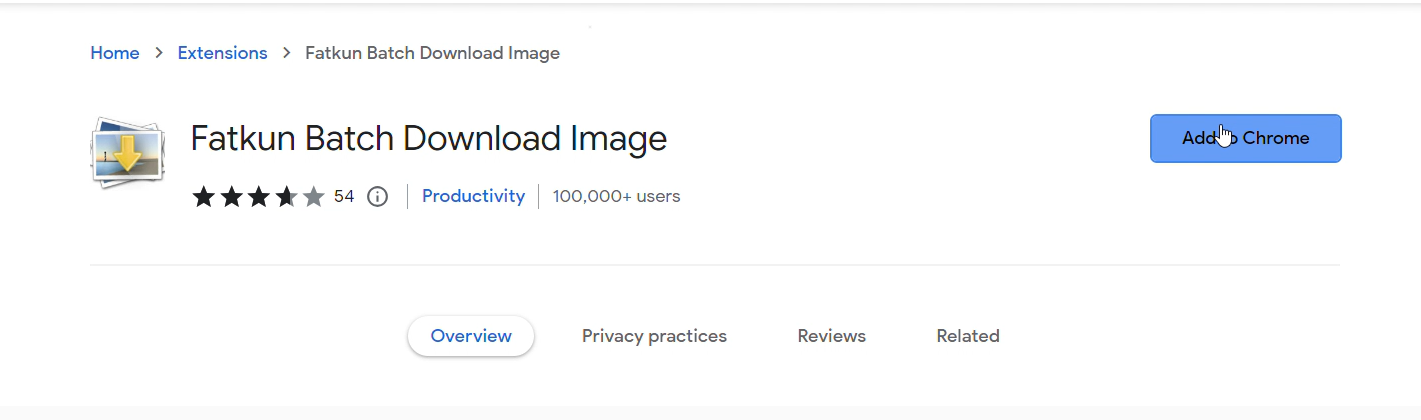 Home > Extensions > Fatkun Batch Download Image
Fatkun Batch Download Image
Add to Chrome
54 Productivity 100,000+ users
Overview Privacy practices Reviews Related